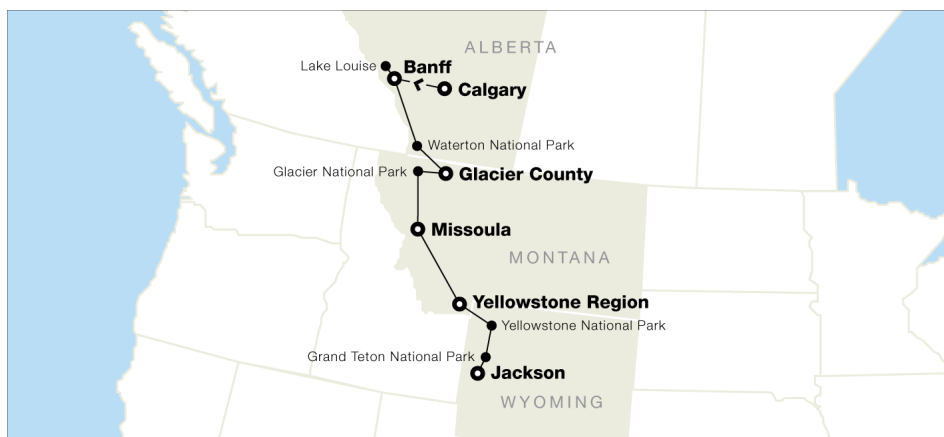 ALBERTA
Lake Louise
Banff
Calgary
Waterton National Park
Glacier National Park
Glacier County
Missoula
MONTANA
Yellowstone Region
Yellowstone National Park
Grand Teton National Park
Jackson
WYOMING